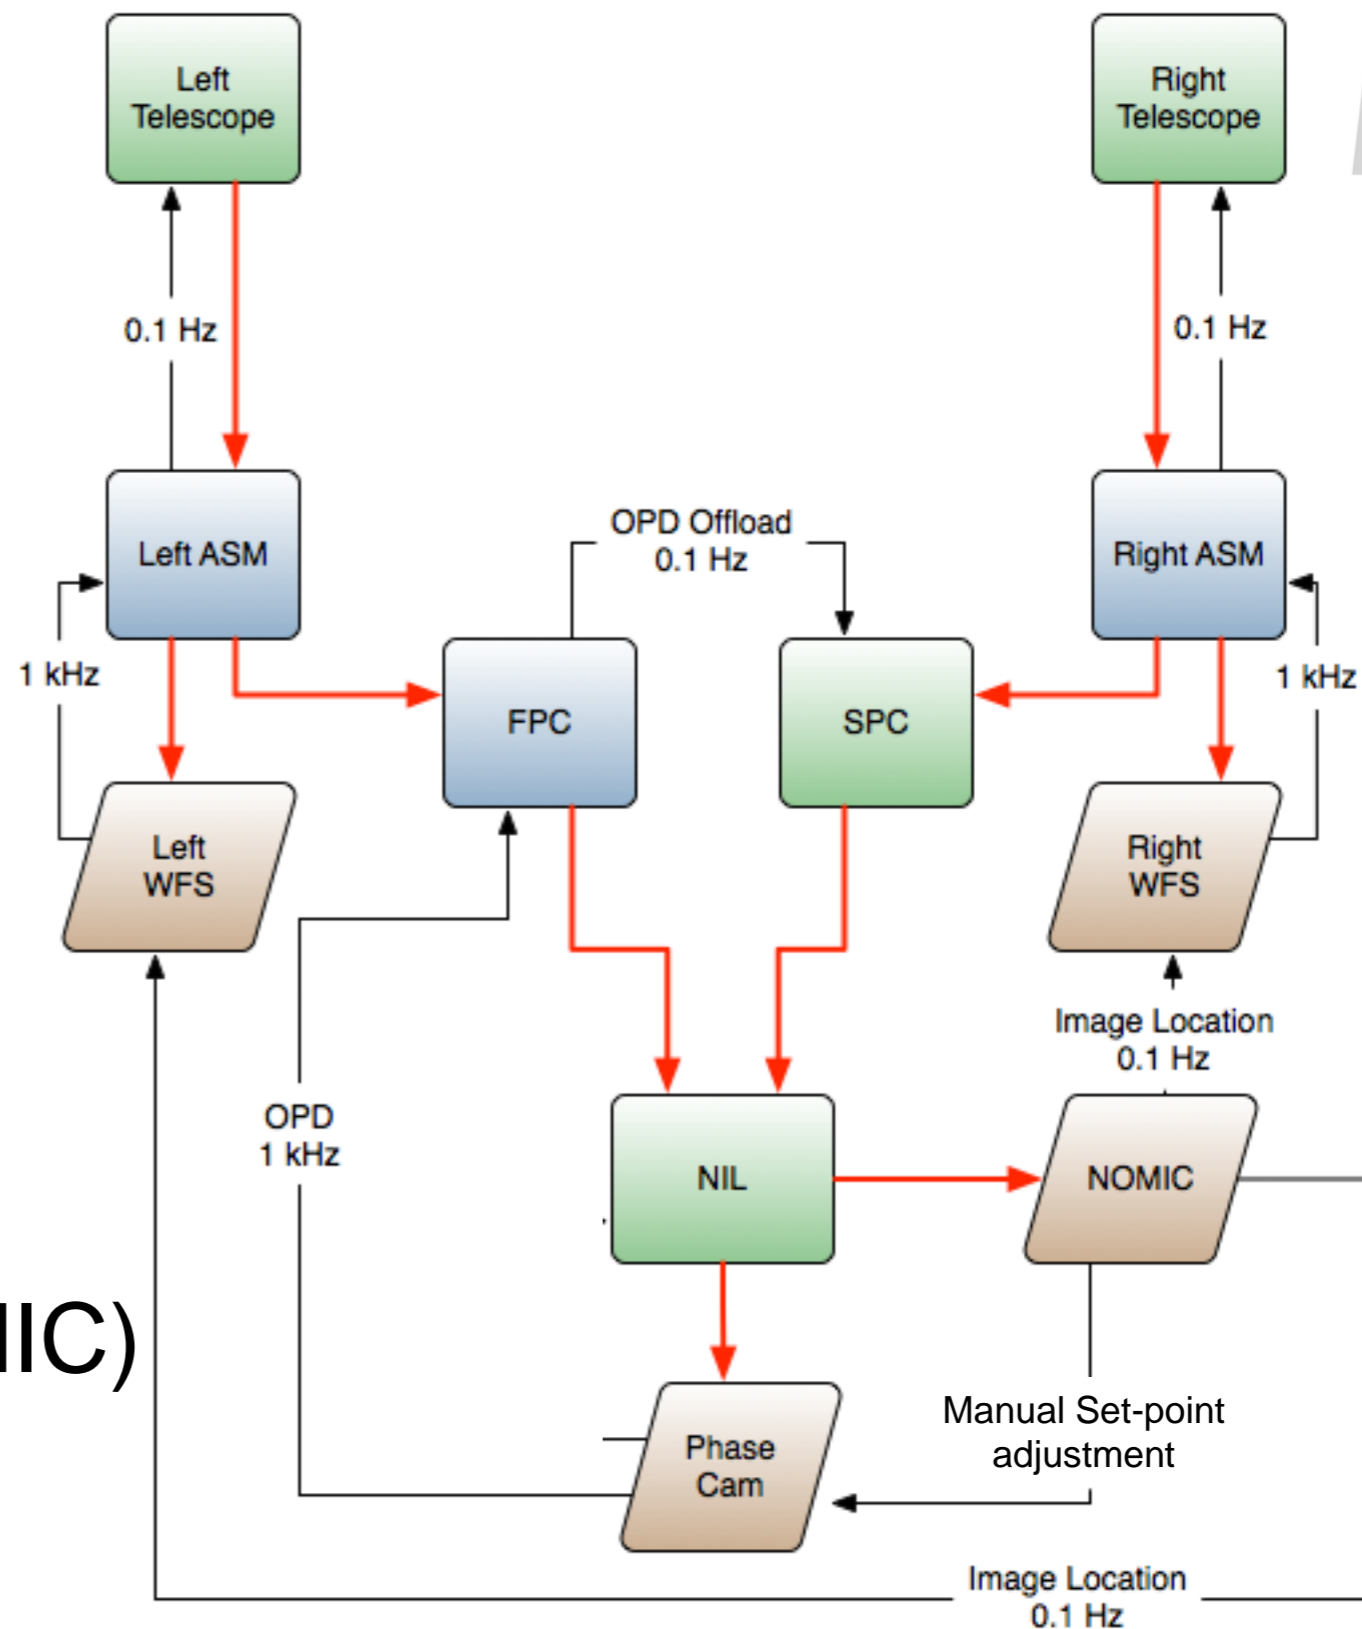 Left
Telescope
Right
Telescope
0.1 Hz
0.1 Hz
Left ASM
OPD Offload
0.1 Hz
Right ASM
1 kHz
FPC
SPC
1 kHz
Left
WFS
Right
WFS
Image Location
0.1 Hz
OPD
1 kHz
NIL
NOMIC
IIC)
Manual Set-point
adjustment
Phase
Cam
Image Location
0.1 Hz